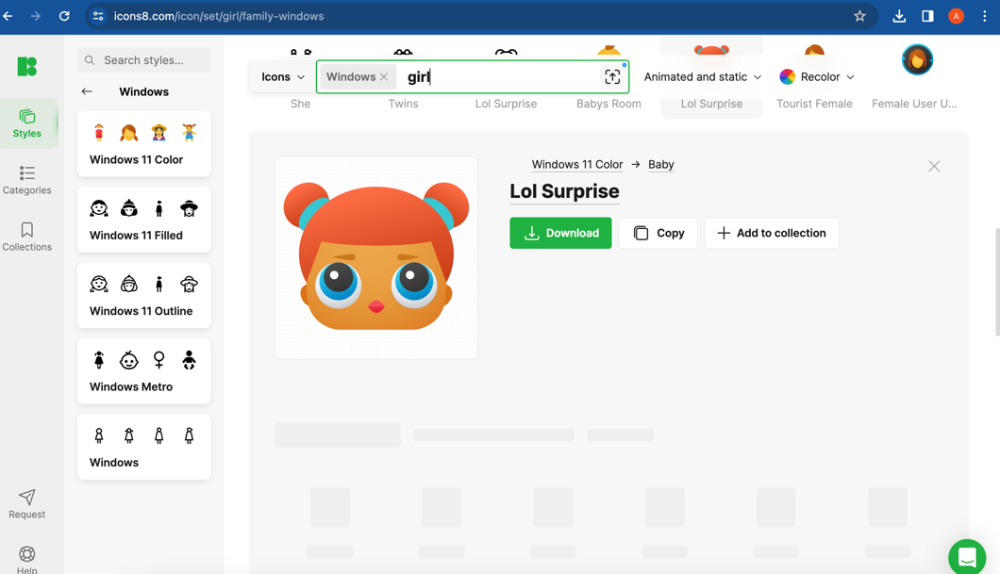 icons8.com/icon/set/girl/family-windows
A
Search styles...
Windows
Windows 11 Color
Windows 11 Filled
Windows 11 Outline
Windows Metro
Windows
Styles
Categories
Collections
Request
Help
Icons
Windows
girl
Animated and static
Recolor
She
Twins
Lol Surprise
Babys Room
Lol Surprise
Tourist Female
Female User U...
Windows 11 Color → Baby
Lol Surprise
Download
Copy
Add to collection